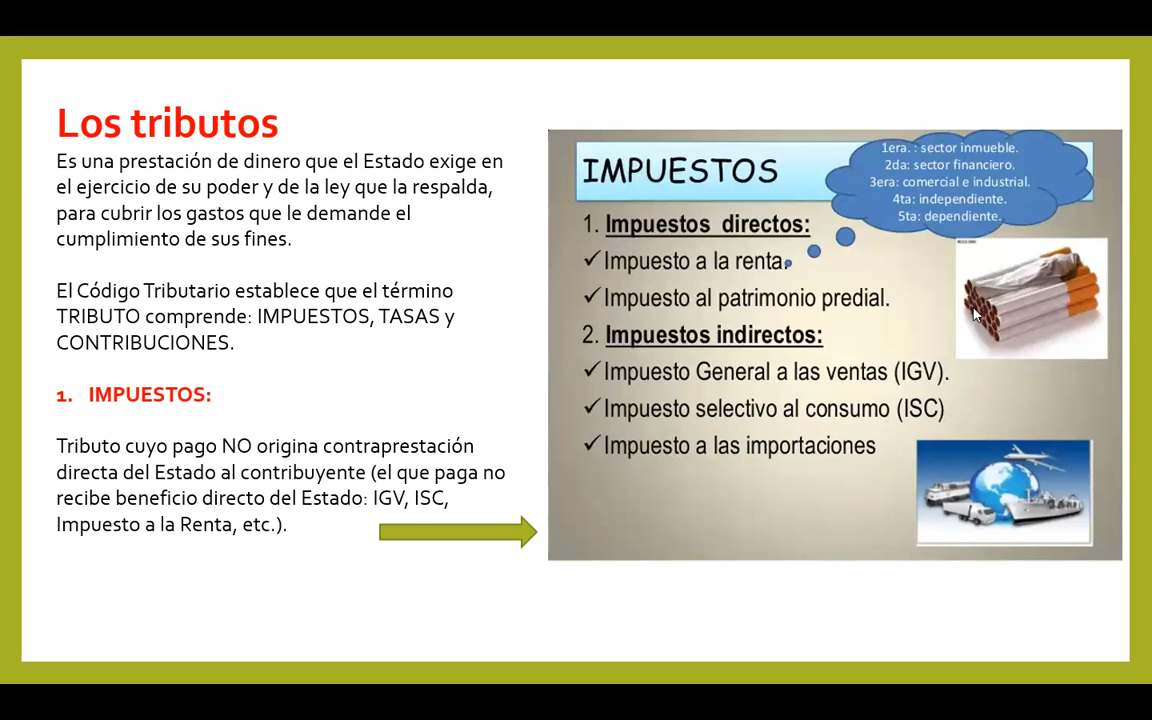 Los tributos
Es una prestación de dinero que el Estado exige en
el ejercicio de su poder y de la ley que la respalda,
para cubrir los gastos que le demande el
cumplimiento de sus fines.
El Código Tributario establece que el término
TRIBUTO comprende: IMPUESTOS, TASAS y
CONTRIBUCIONES.
1. IMPUESTOS:
Tributo cuyo pago NO origina contraprestación
directa del Estado al contribuyente (el que paga no
recibe beneficio directo del Estado: IGV, ISC,
Impuesto a la Renta, etc.).
IMPUESTOS
1era. : sector inmueble.
2da: sector financiero.
3era: comercial e industrial.
4ta: independiente.
5ta: dependiente.
1. Impuestos directos:
✓Impuesto a la renta.
✓Impuesto al patrimonio predial.
2. Impuestos indirectos:
✓Impuesto General a las ventas (IGV).
✓Impuesto selectivo al consumo (ISC)
✓Impuesto a las importaciones